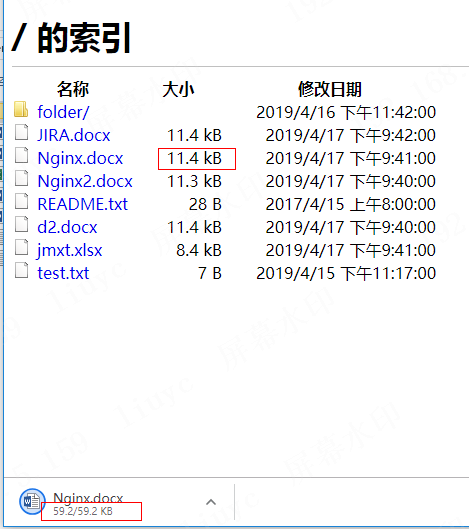 / 的索引
名称 大小 修改日期
folder/ 2019/4/16 下午11:42:00
JIRA.docx 11.4 kB 2019/4/17 下午9:42:00
Nginx.docx 11.4 kB 2019/4/17 下午9:41:00
Nginx2.docx 11.3 kB 2019/4/17 下午9:40:00
README.txt 28 B 2017/4/15 上午8:00:00
d2.docx 11.4 kB 2019/4/17 下午9:40:00
jmxt.xlsx 8.4 kB 2019/4/17 下午9:41:00
test.txt 7 B 2019/4/15 下午11:17:00
Nginx.docx
59.2/59.2 KB